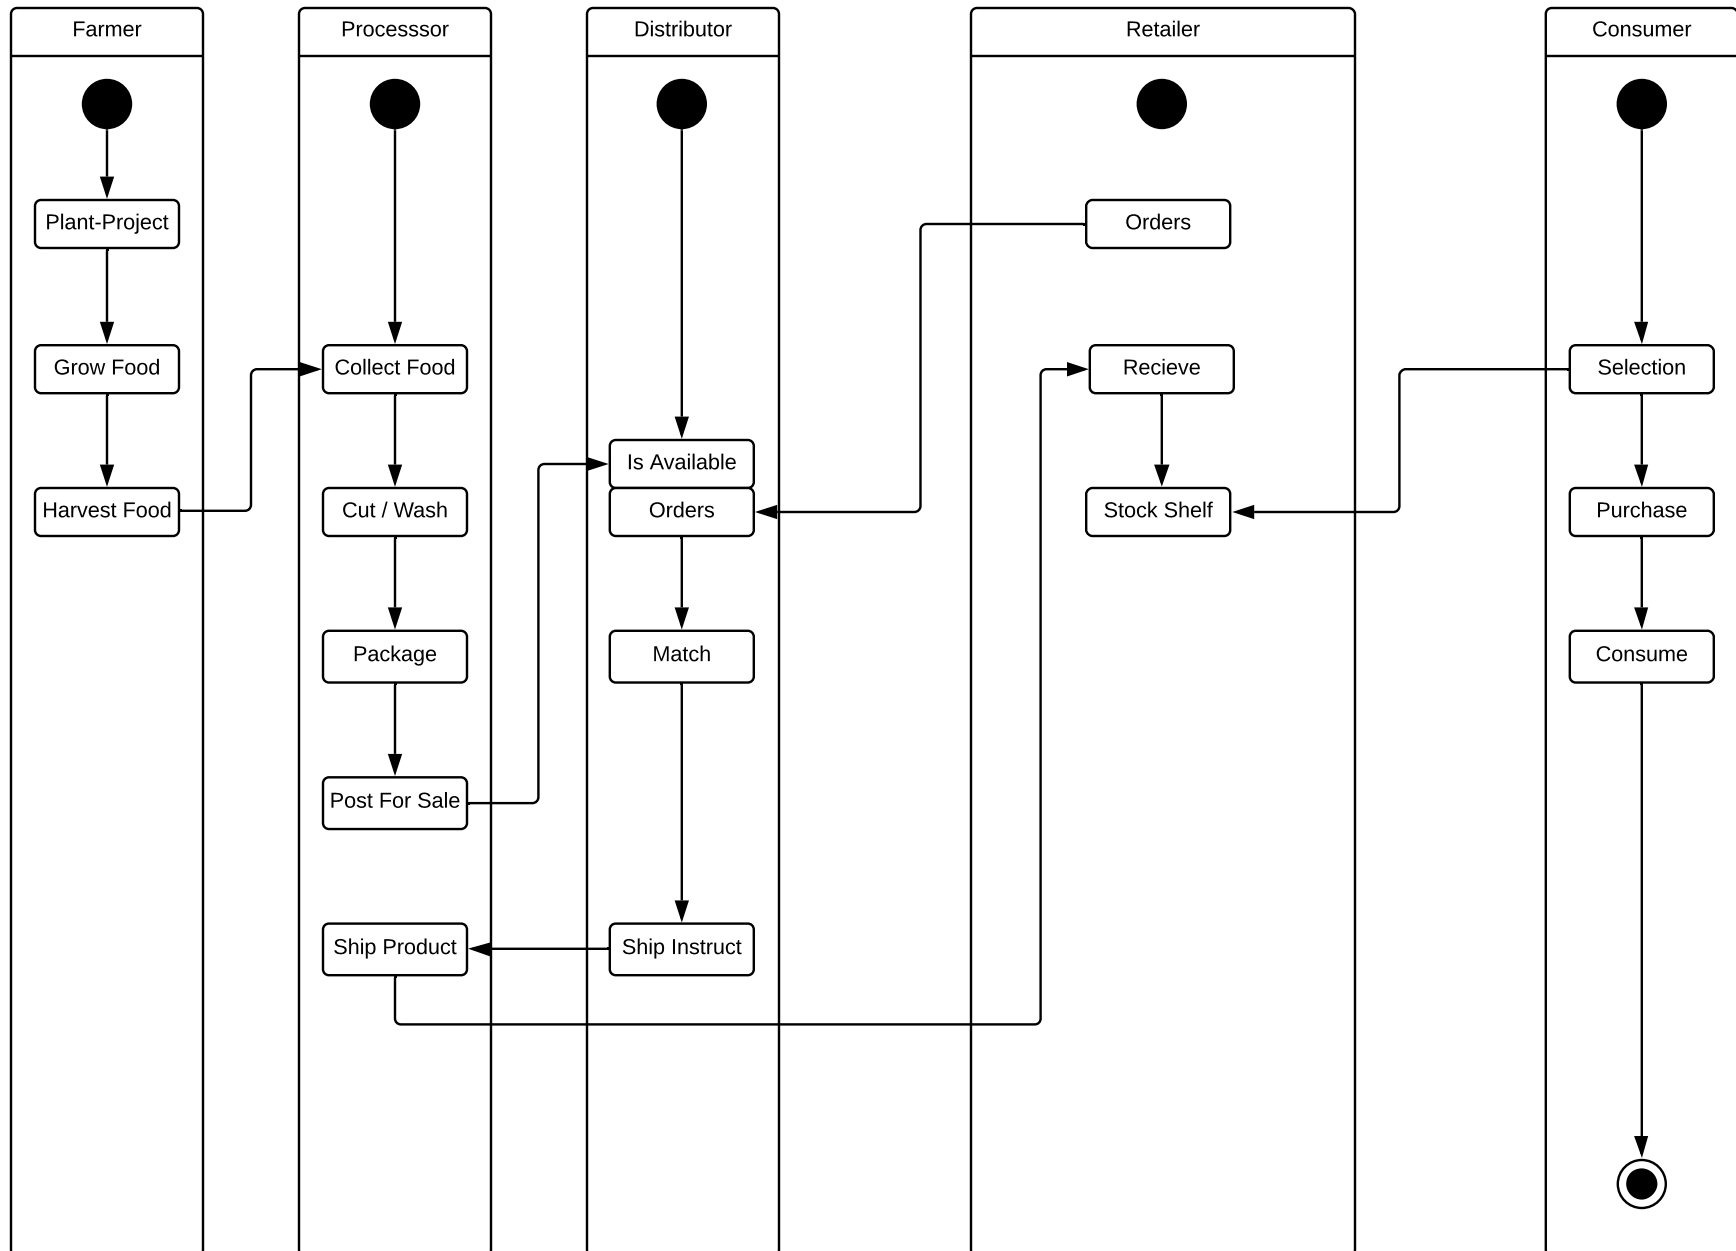 Farmer
Processsor
Distributor
Retailer
Consumer
Plant-Project
Orders
Grow Food
Collect Food
Recieve
Selection
Is Available
Harvest Food
Cut / Wash
Orders
Stock Shelf
Purchase
Package
Match
Consume
Post For Sale
Ship Product
Ship Instruct